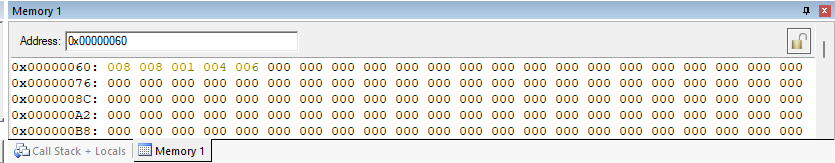 Memory 1
Address: 0x00000060
0x00000060: 008 008 001 004 006 000 000 000 000 000 000 000 000 000 000 000 000 000 000 000 000 000
0x00000076: 000 000 000 000 000 000 000 000 000 000 000 000 000 000 000 000 000 000 000 000 000 000
0x0000008C: 000 000 000 000 000 000 000 000 000 000 000 000 000 000 000 000 000 000 000 000 000 000
0x000000A2: 000 000 000 000 000 000 000 000 000 000 000 000 000 000 000 000 000 000 000 000 000 000
0x000000B8: 000 000 000 000 000 000 000 000 000 000 000 000 000 000 000 000 000 000 000 000 000 000
Call Stack + Locals Memory 1